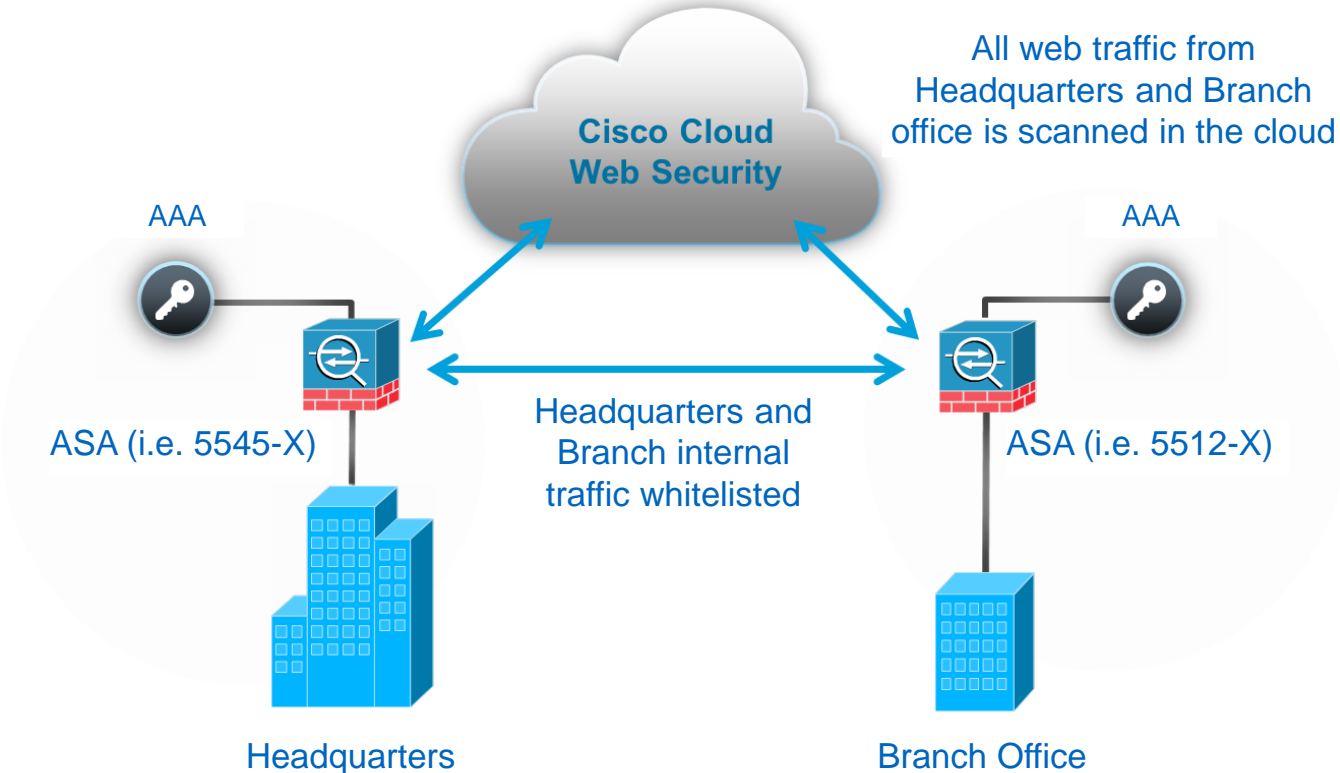 All web traffic from
Headquarters and Branch
office is scanned in the cloud
Cisco Cloud
Web Security
AAA
AAA
ASA (i.e. 5545-X)
Headquarters and
Branch internal
traffic whitelisted
ASA (i.e. 5512-X)
Headquarters
Branch Office